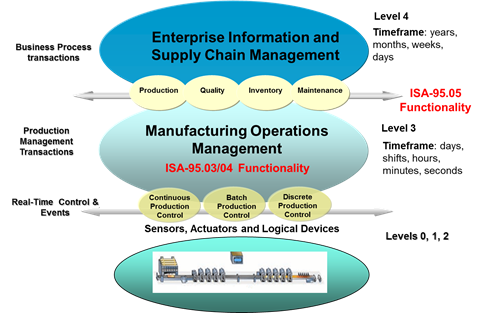 Enterprise Information and
Supply Chain Management
Level 4
Timeframe: years,
months, weeks,
days
Business Process
transactions
Production
Quality
Inventory
Maintenance
ISA-95.05
Functionality
Production
Management
Transactions
Manufacturing Operations
Management
ISA-95.03/04 Functionality
Level 3
Timeframe: days,
shifts, hours,
minutes, seconds
Real-Time Control &
Events
Continuous
Production
Control
Batch
Production
Control
Discrete
Production
Control
Sensors, Actuators and Logical Devices
Levels 0, 1, 2